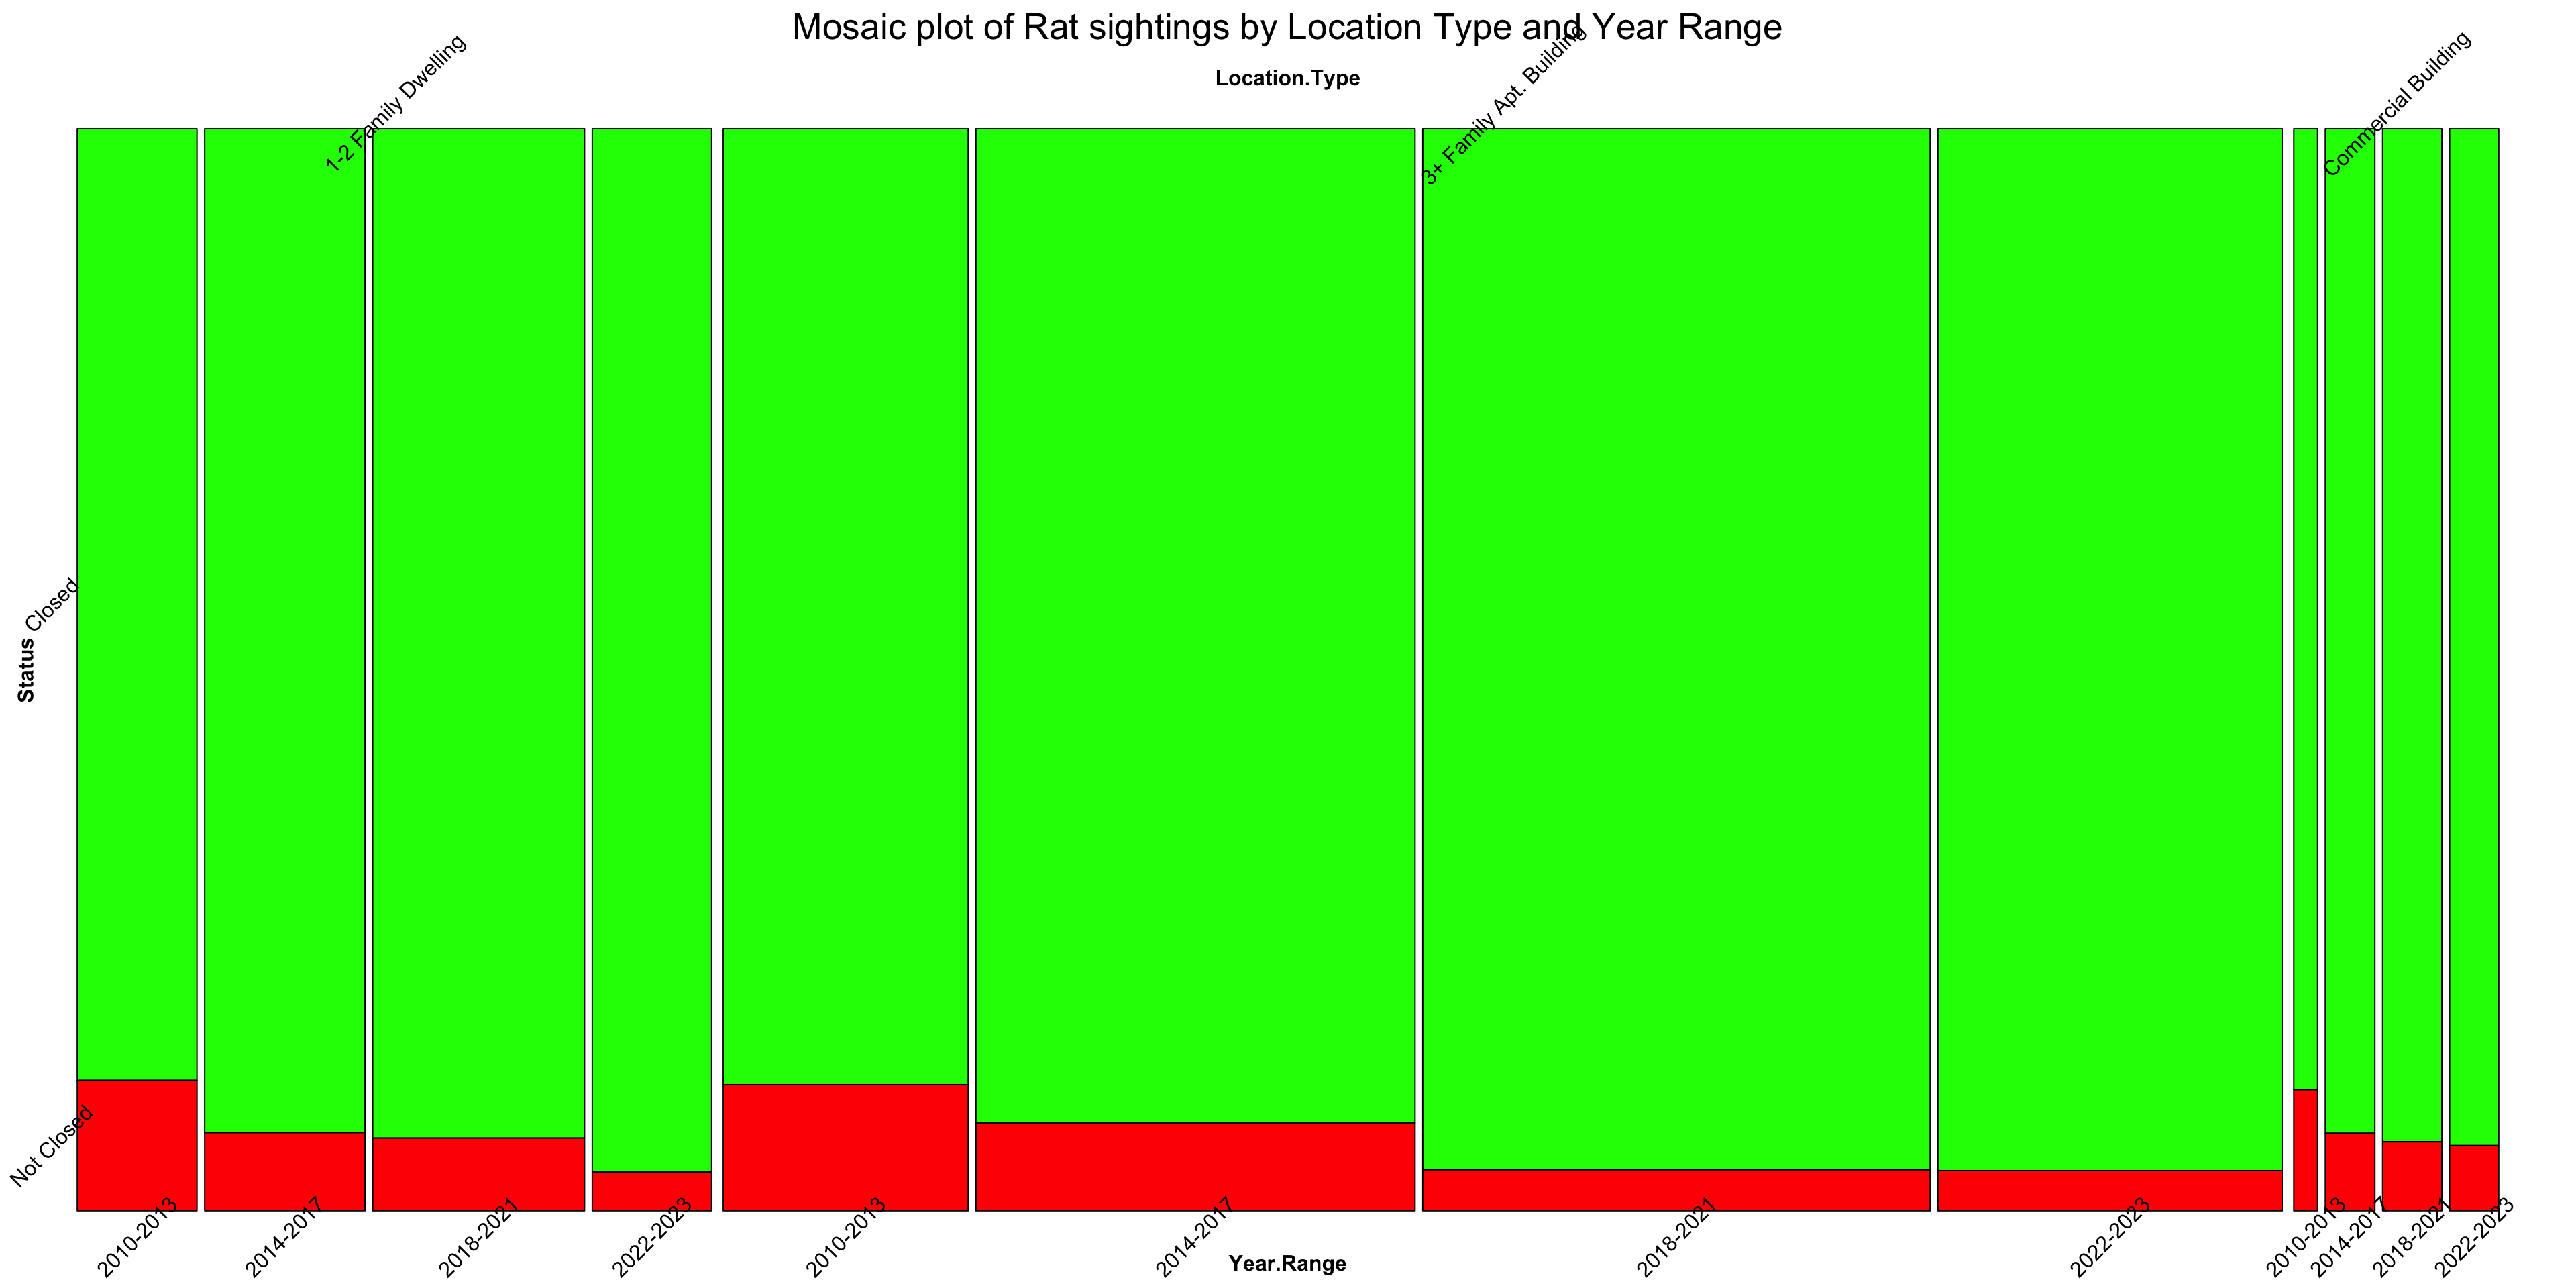 Mosaic plot of Rat sightings by Location Type and Year Range
Location.Type
1-2 Family Dwelling
3+ Family Apt. Building
Commercial Building
Status
Closed
Not Closed
2010-2013
2014-2017
2018-2021
2022-2023
2010-2013
2014-2017
2018-2021
2022-2023
2010-2013
2014-2017
2018-2021
2022-2023
Year.Range